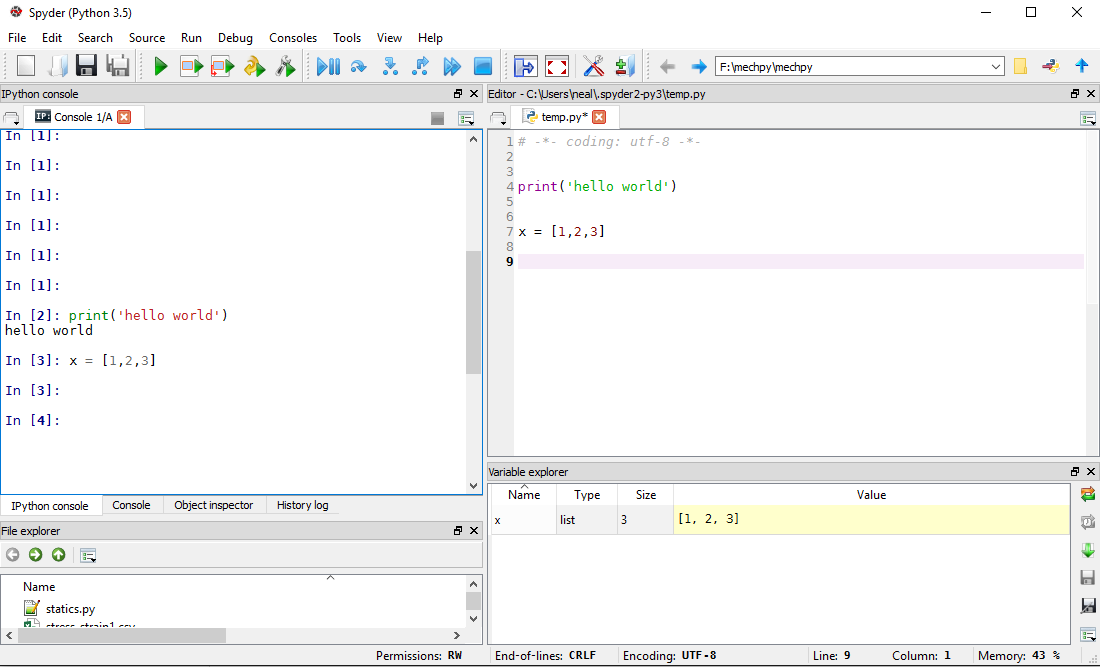 Spyder (Python 3.5)
File Edit Search Source Run Debug Consoles Tools View Help
F:\mechpy\mechpy
IPython console
IP: Console 1/A
In [1]:
In [1]:
In [1]:
In [1]:
In [1]:
In [1]:
In [2]: print('hello world')
hello world
In [3]: x = [1,2,3]
In [3]:
In [4]:
IPython console Console Object inspector History log
File explorer
Name
statics.py
stress_strain1.csv
Editor - C:\Users\neal\.spyder2-py3\temp.py
temp.py*
1 # -*- coding: utf-8 -*-
2
3
4 print('hello world')
5
6
7 x = [1,2,3]
8
9
Variable explorer
Name Type Size Value
x list 3 [1, 2, 3]
Permissions: RW End-of-lines: CRLF Encoding: UTF-8 Line: 9 Column: 1 Memory: 43 %